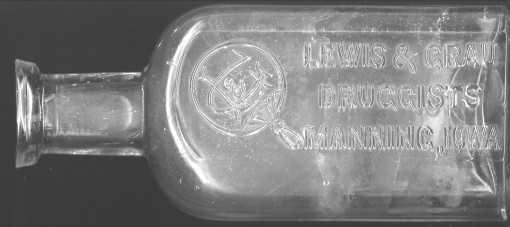 LEWIS & GRAU
DRUGGISTS
MANNING, IOWA